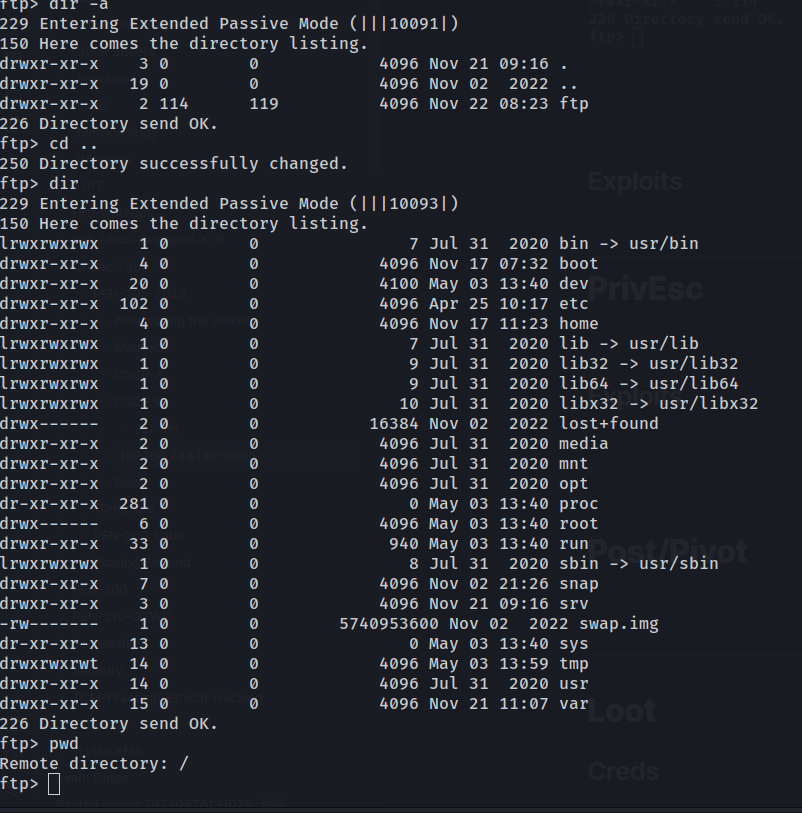 ftp> dir -a
229 Entering Extended Passive Mode (|||10091|)
150 Here comes the directory listing.
drwxr-xr-x    3 0        0            4096 Nov 21 09:16 .
drwxr-xr-x   19 0        0            4096 Nov 02  2022 ..
drwxr-xr-x    2 114      119          4096 Nov 22 08:23 ftp
226 Directory send OK.
ftp> cd ..
250 Directory successfully changed.
ftp> dir
229 Entering Extended Passive Mode (|||10093|)
150 Here comes the directory listing.
lrwxrwxrwx    1 0        0               7 Jul 31  2020 bin -> usr/bin
drwxr-xr-x    4 0        0            4096 Nov 17 07:32 boot
drwxr-xr-x   20 0        0            4100 May 03 13:40 dev
drwxr-xr-x  102 0        0            4096 Apr 25 10:17 etc
drwxr-xr-x    4 0        0            4096 Nov 17 11:23 home
lrwxrwxrwx    1 0        0               7 Jul 31  2020 lib -> usr/lib
lrwxrwxrwx    1 0        0               9 Jul 31  2020 lib32 -> usr/lib32
lrwxrwxrwx    1 0        0               9 Jul 31  2020 lib64 -> usr/lib64
lrwxrwxrwx    1 0        0              10 Jul 31  2020 libx32 -> usr/libx32
drwx------    2 0        0           16384 Nov 02  2022 lost+found
drwxr-xr-x    2 0        0            4096 Jul 31  2020 media
drwxr-xr-x    2 0        0            4096 Jul 31  2020 mnt
drwxr-xr-x    2 0        0            4096 Jul 31  2020 opt
dr-xr-xr-x  281 0        0               0 May 03 13:40 proc
drwx------    6 0        0            4096 May 03 13:40 root
drwxr-xr-x   33 0        0             940 May 03 13:40 run
lrwxrwxrwx    1 0        0               8 Jul 31  2020 sbin -> usr/sbin
drwxr-xr-x    7 0        0            4096 Nov 02 21:26 snap
drwxr-xr-x    3 0        0            4096 Nov 21 09:16 srv
-rw-------    1 0        0        5740953600 Nov 02  2022 swap.img
dr-xr-xr-x   13 0        0               0 May 03 13:40 sys
drwxrwxrwt   14 0        0            4096 May 03 13:59 tmp
drwxr-xr-x   14 0        0            4096 Jul 31  2020 usr
drwxr-xr-x   15 0        0            4096 Nov 21 11:07 var
226 Directory send OK.
ftp> pwd
Remote directory: /
ftp>
226 Directory send OK.
ftp>
Exploits
PrivEsc
Exploits
Post/Pivot
Loot
Creds